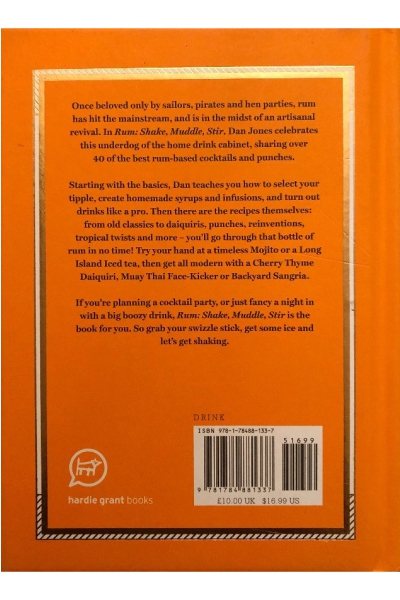 Once beloved only by sailors, pirates and hen parties, rum
has hit the mainstream, and is in the midst of an artisanal
revival. In Rum: Shake, Muddle, Stir, Dan Jones celebrates
this underdog of the home drink cabinet, sharing over
40 of the best rum-based cocktails and punches.
Starting with the basics, Dan teaches you how to select your
tipple, create homemade syrups and infusions, and turn out
drinks like a pro. Then there are the recipes themselves:
from old classics to daiquiris, punches, reinventions,
tropical twists and more – you'll go through that bottle of
rum in no time! Try your hand at a timeless Mojito or a Long
Island Iced tea, then get all modern with a Cherry Thyme
Daiquiri, Muay Thai Face-Kicker or Backyard Sangria.
If you're planning a cocktail party, or just fancy a night in
with a big boozy drink, Rum: Shake, Muddle, Stir is the
book for you. So grab your swizzle stick, get some ice and
let's get shaking.
DRINK
ISBN 978-1-78488-133-7
51699
9 781784 881337
£10.00 UK $16.99 US
hardie grant books